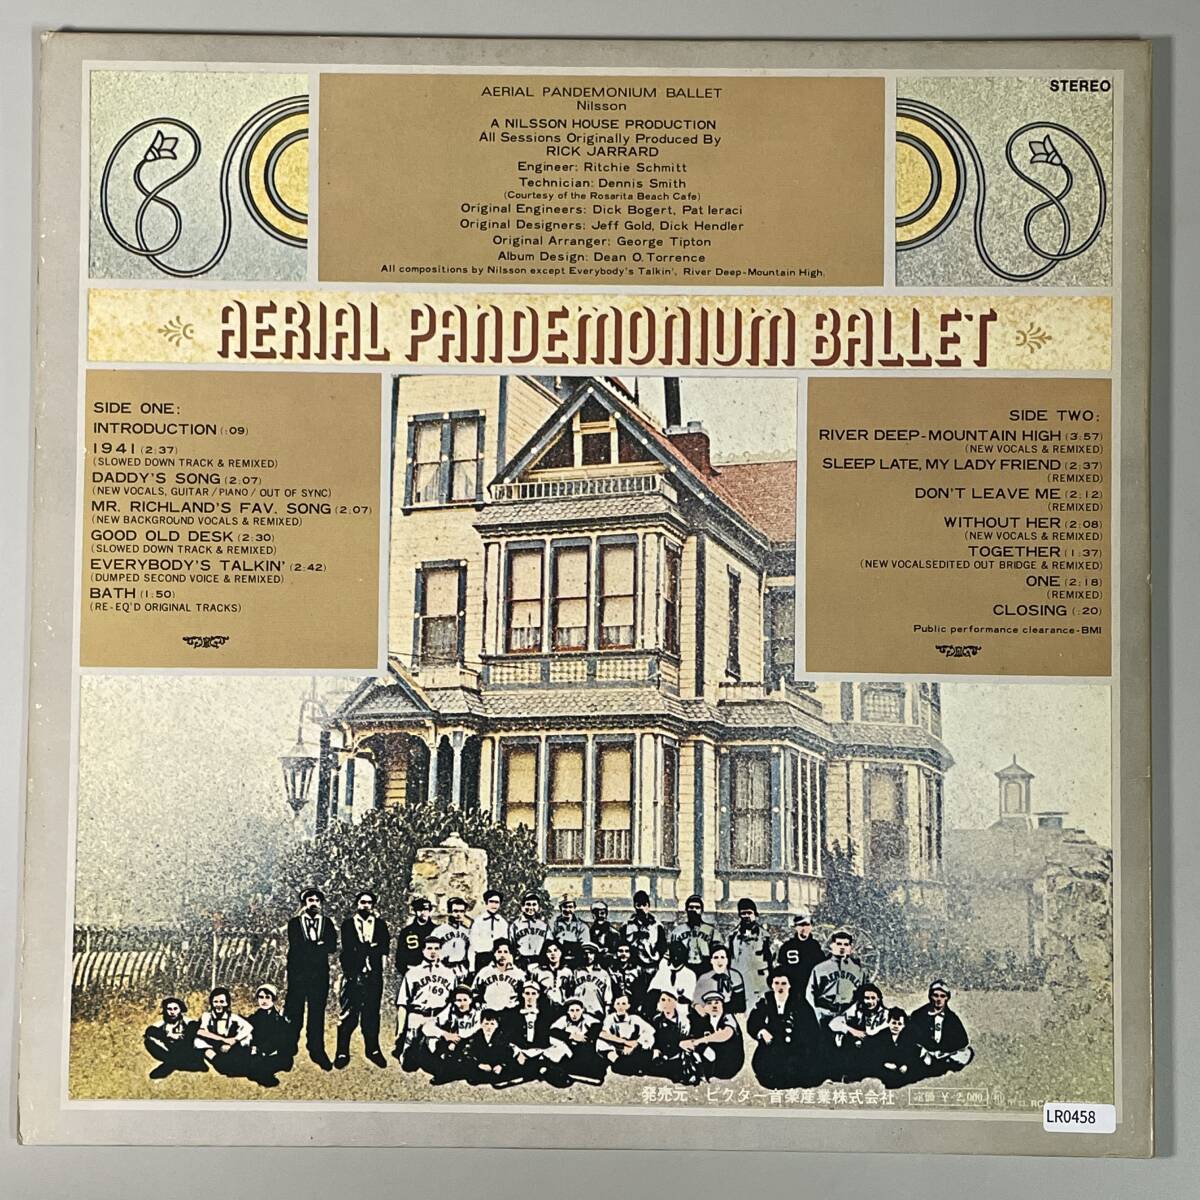 STEREO
AERIAL PANDEMONIUM BALLET
Nilsson
A NILSSON HOUSE PRODUCTION
All Sessions Originally Produced By
RICK JARRARD
Engineer: Ritchie Schmitt
Technician: Dennis Smith
(Courtesy of the Rosarita Beach Cafe)
Original Engineers: Dick Bogert, Pat Ieraci
Original Designers: Jeff Gold, Dick Hendler
Original Arranger: George Tipton
Album Design: Dean O. Torrence
All compositions by Nilsson except Everybody's Talkin', River Deep-Mountain High.
AERIAL PANDEMONIUM BALLET
SIDE ONE:
INTRODUCTION (:09)
1941 (2:37)
(SLOWED DOWN TRACK & REMIXED)
DADDY'S SONG (2:07)
(NEW VOCALS, GUITAR/PIANO/OUT OF SYNC)
MR. RICHLAND'S FAV. SONG (2:07)
(NEW BACKGROUND VOCALS & REMIXED)
GOOD OLD DESK (2:30)
(SLOWED DOWN TRACK & REMIXED)
EVERYBODY'S TALKIN' (2:42)
(DUMPED SECOND VOICE & REMIXED)
BATH (1:50)
(RE-EQ'D ORIGINAL TRACKS)
SIDE TWO:
RIVER DEEP-MOUNTAIN HIGH (3:57)
(NEW VOCALS & REMIXED)
SLEEP LATE, MY LADY FRIEND (2:37)
(REMIXED)
DON'T LEAVE ME (2:12)
(REMIXED)
WITHOUT HER (2:08)
(NEW VOCALS & REMIXED)
TOGETHER (1:37)
(NEW VOCALSEDITED OUT BRIDGE & REMIXED)
ONE (2:18)
(REMIXED)
CLOSING (:20)
Public performance clearance-BMI
S
S
69
発売元:ビクター音楽産業株式会社 定価 ¥2,000
LR0458